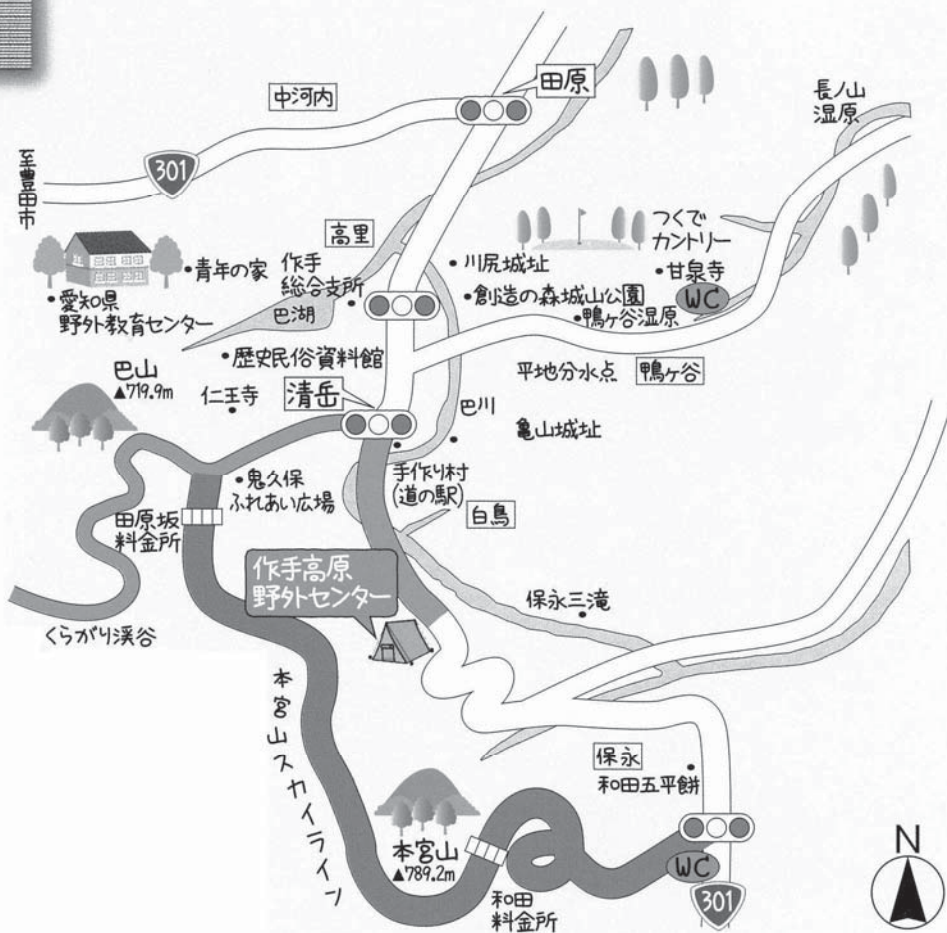 田原
中河内
長ノ山
湿原
301
至豊田市
高里
つくで
カントリー
青年の家
作手
総合支所
川尻城址
甘泉寺
愛知県
野外教育センター
巴湖
創造の森城山公園
WC
鴨ヶ谷湿原
歴史民俗資料館
平地分水点
鴨ヶ谷
巴山
▲719.9m
仁王寺
清岳
巴川
亀山城址
鬼久保
ふれあい広場
手作り村
(道の駅)
白鳥
田原坂
料金所
作手高原
野外センター
保永三滝
くらがり渓谷
本宮山スカイライン
保永
和田五平餅
本宮山
▲789.2m
WC
和田
料金所
301
N